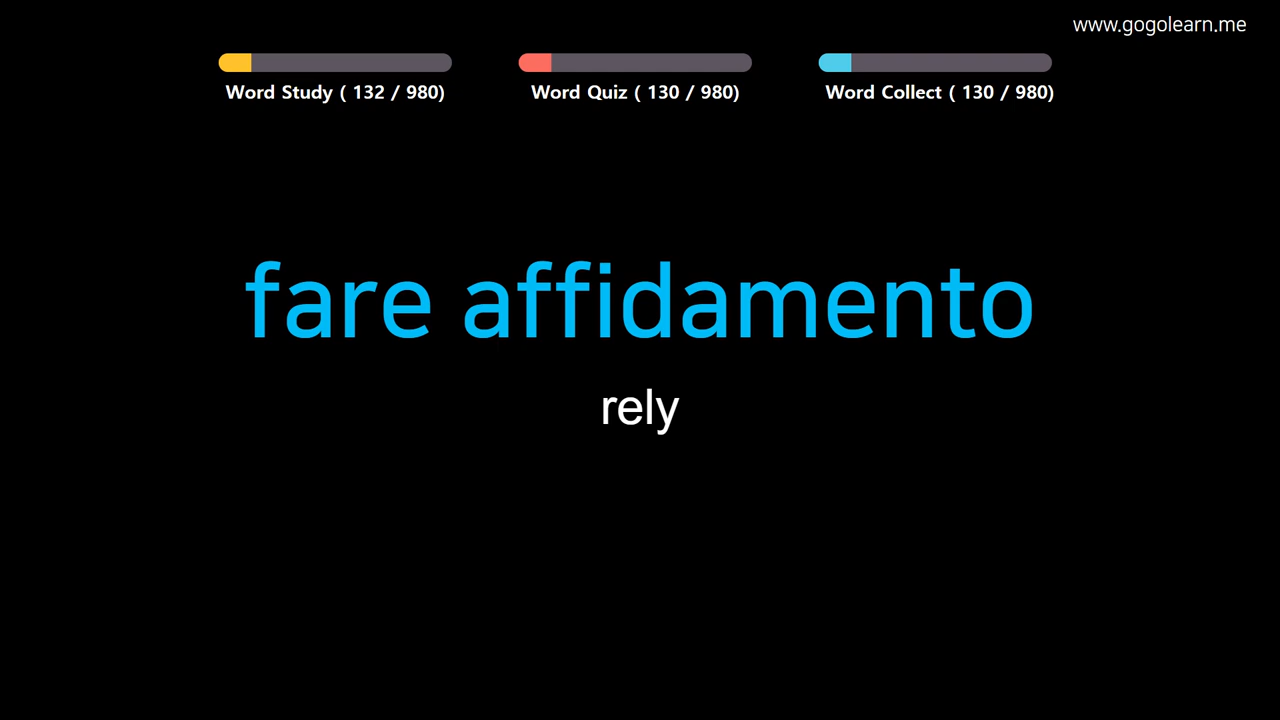 www.gogolearn.me
Word Study ( 132 / 980)
Word Quiz ( 130 / 980)
Word Collect ( 130 / 980)
fare affidamento
rely